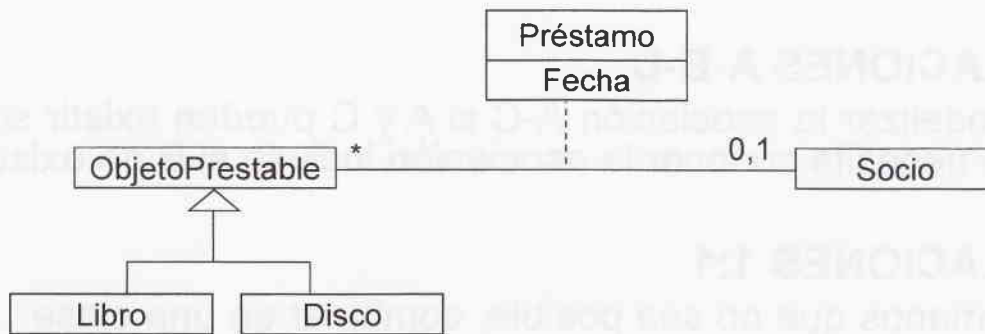 Préstamo
Fecha
*
0,1
ObjetoPrestable
Socio
Libro
Disco